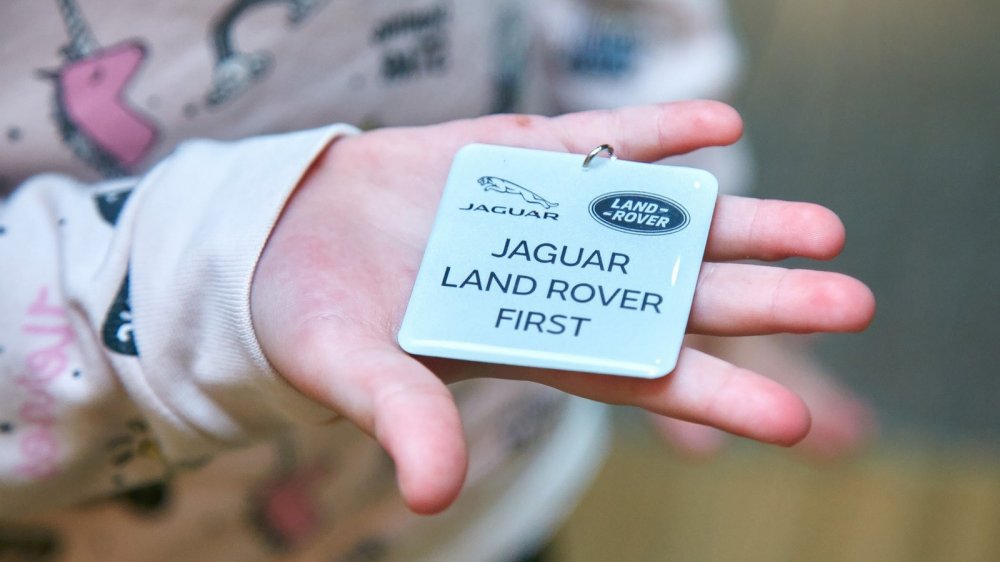 JAGUAR
LAND-
-ROVER
JAGUAR
LAND ROVER
FIRST